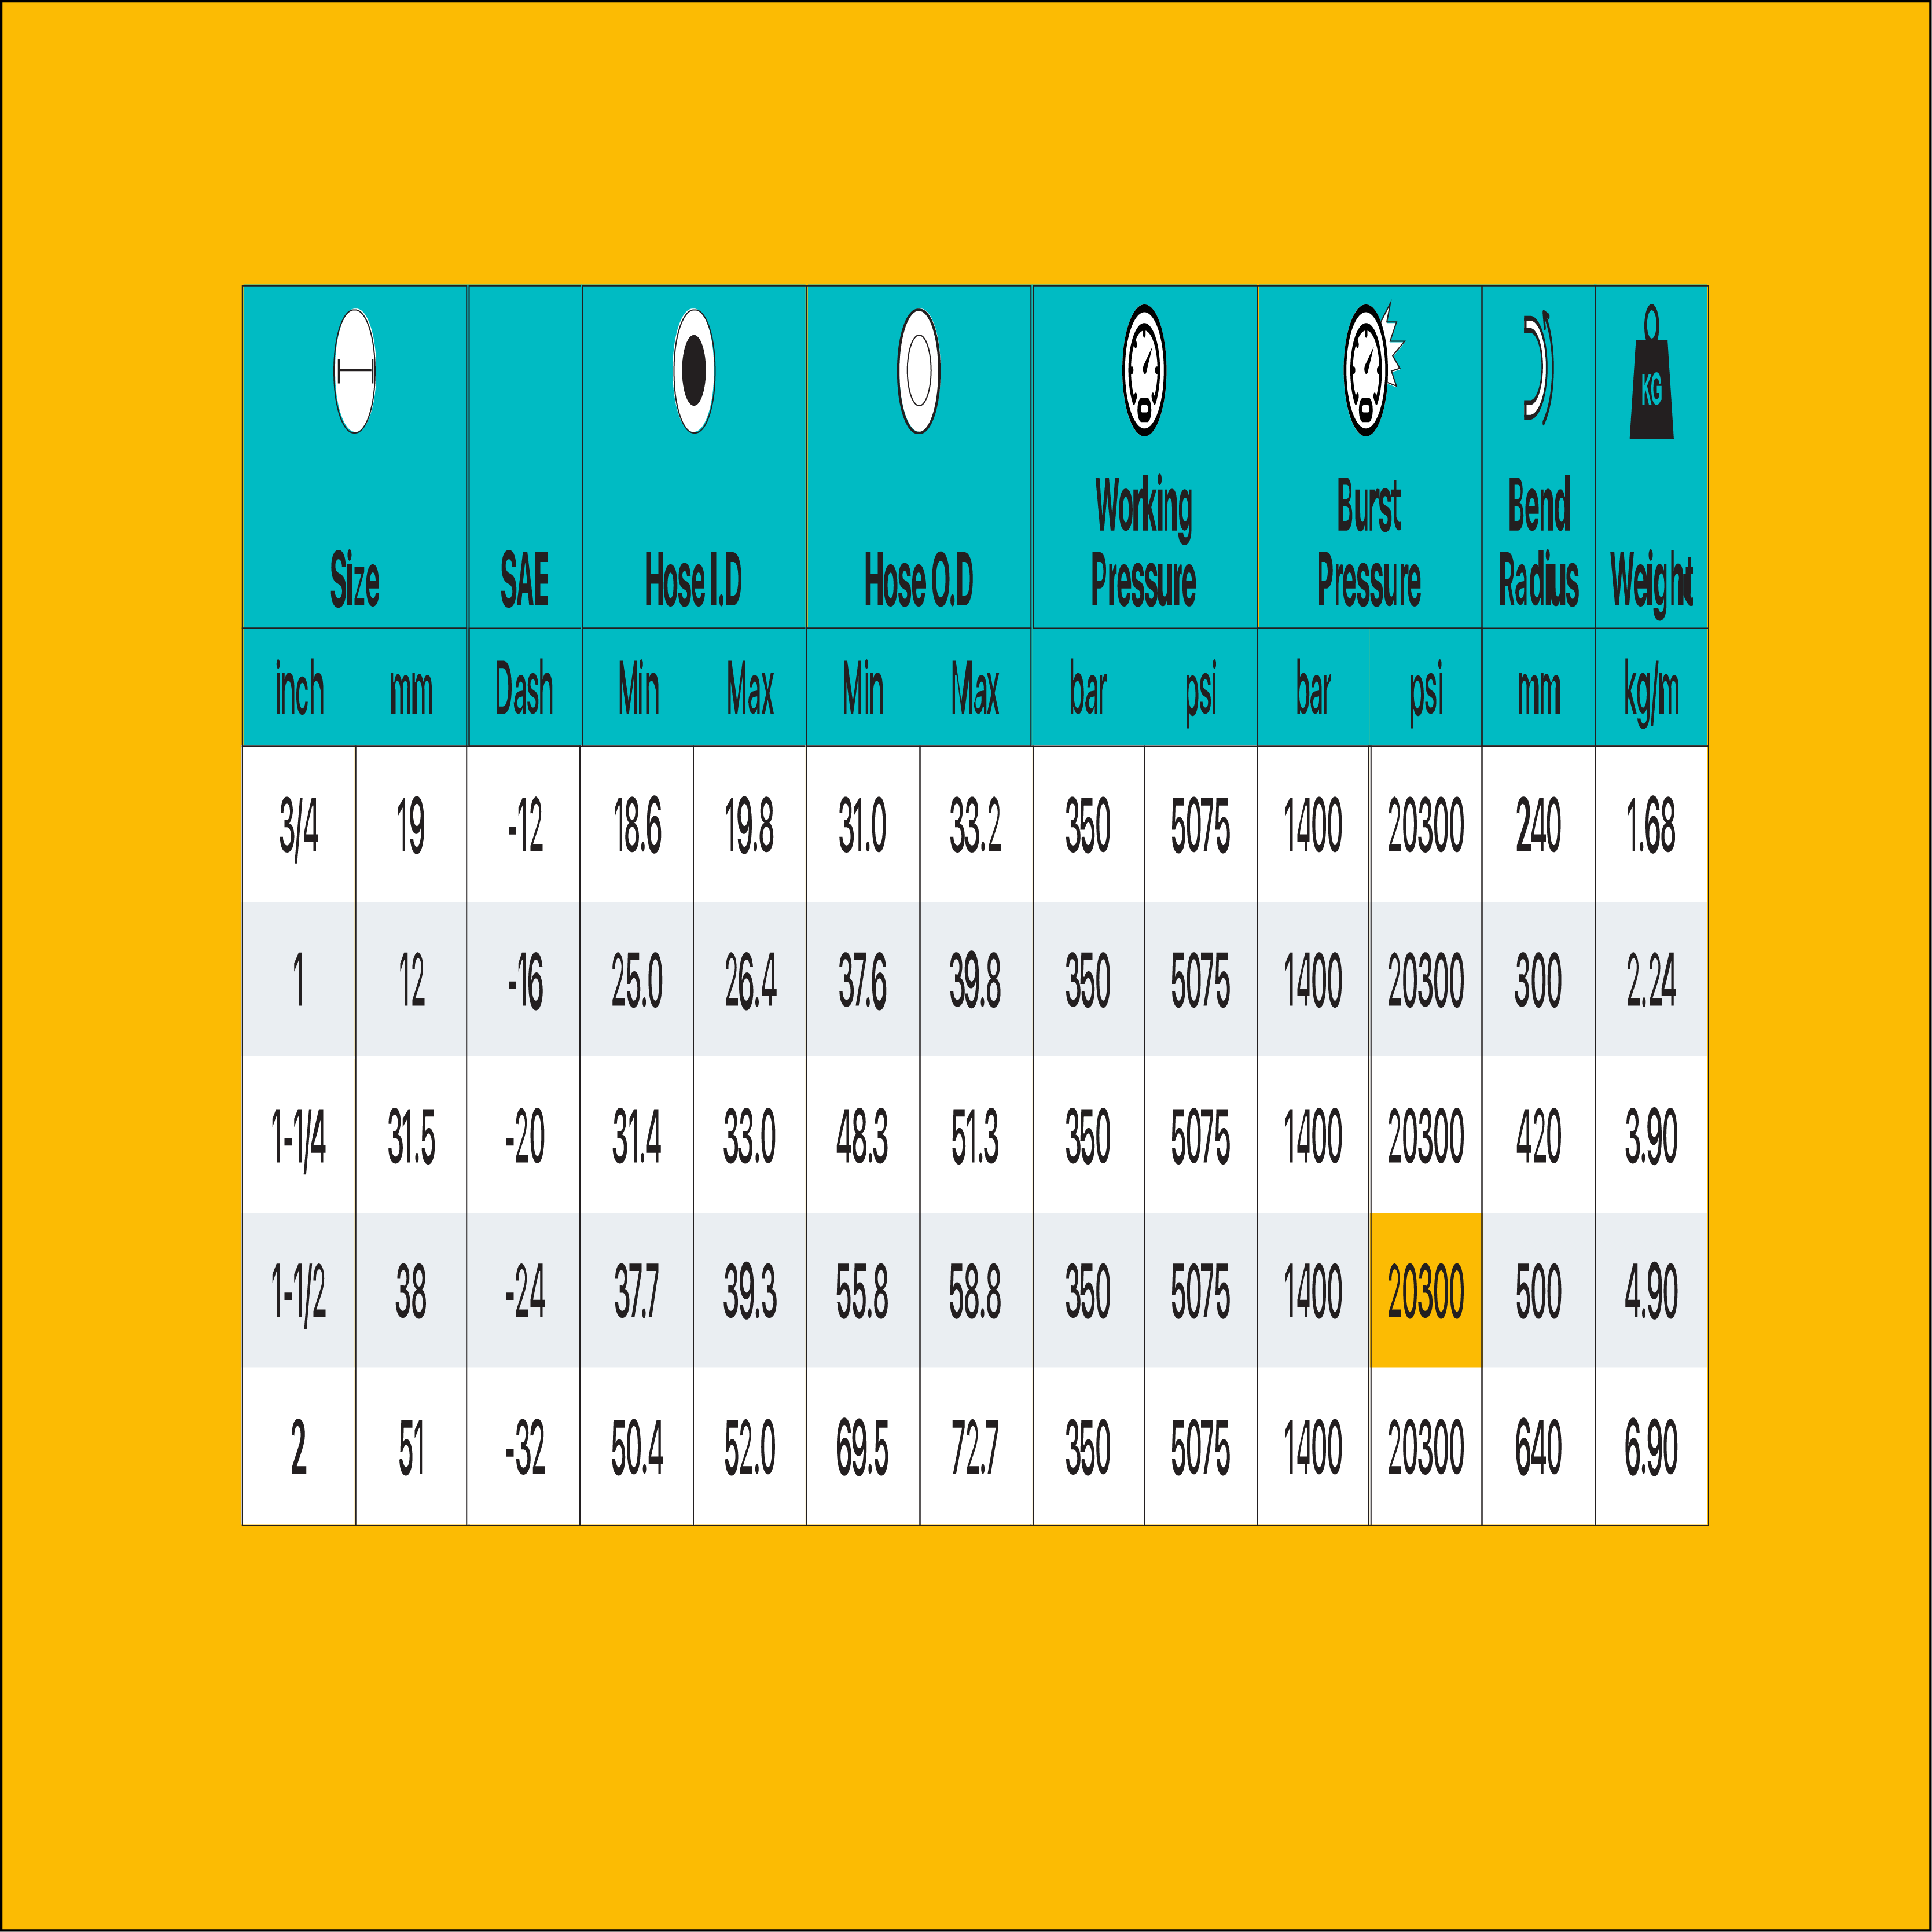 KG
Working Burst Bend
Size SAE Hose I.D Hose O.D Pressure Pressure Radius Weight
inch mm Dash Min Max Min Max bar psi bar psi mm kg/m
3/4 19 -12 18.6 19.8 31.0 33.2 350 5075 1400 20300 240 1.68
1 12 -16 25.0 26.4 37.6 39.8 350 5075 1400 20300 300 2.24
1-1/4 31.5 -20 31.4 33.0 48.3 51.3 350 5075 1400 20300 420 3.90
1-1/2 38 -24 37.7 39.3 55.8 58.8 350 5075 1400 20300 500 4.90
2 51 -32 50.4 52.0 69.5 72.7 350 5075 1400 20300 640 6.90